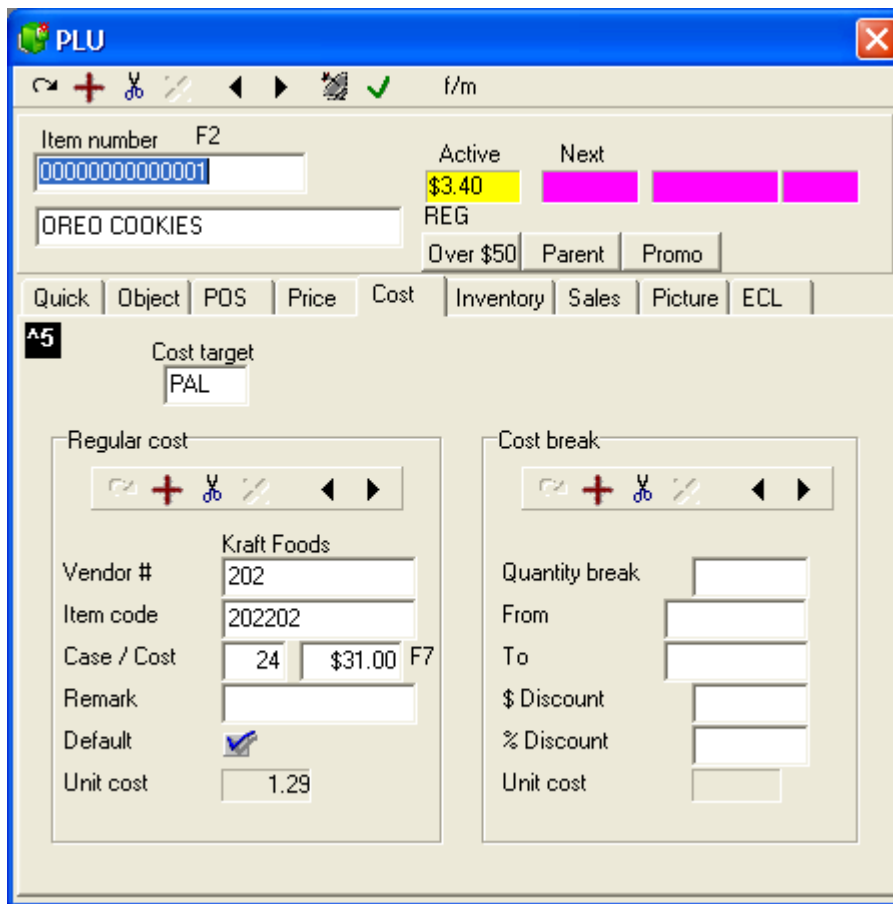 PLU
f/m
Item number F2
Active Next
00000000000001
$3.40
OREO COOKIES
REG
Over $50 Parent Promo
Quick Object POS Price Cost Inventory Sales Picture ECL
^5
Cost target
PAL
Regular cost
Kraft Foods
Vendor # 202
Item code 202202
Case / Cost 24 $31.00 F7
Remark
Default
Unit cost 1.29
Cost break
Quantity break
From
To
$ Discount
% Discount
Unit cost